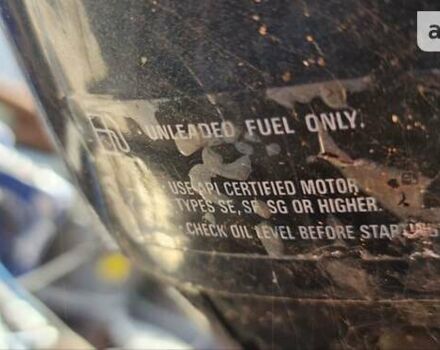 · UNLEADED FUEL ONLY.
· USE API CERTIFIED MOTOR
TYPES SE, SF, SG OR HIGHER.
· CHECK OIL LEVEL BEFORE